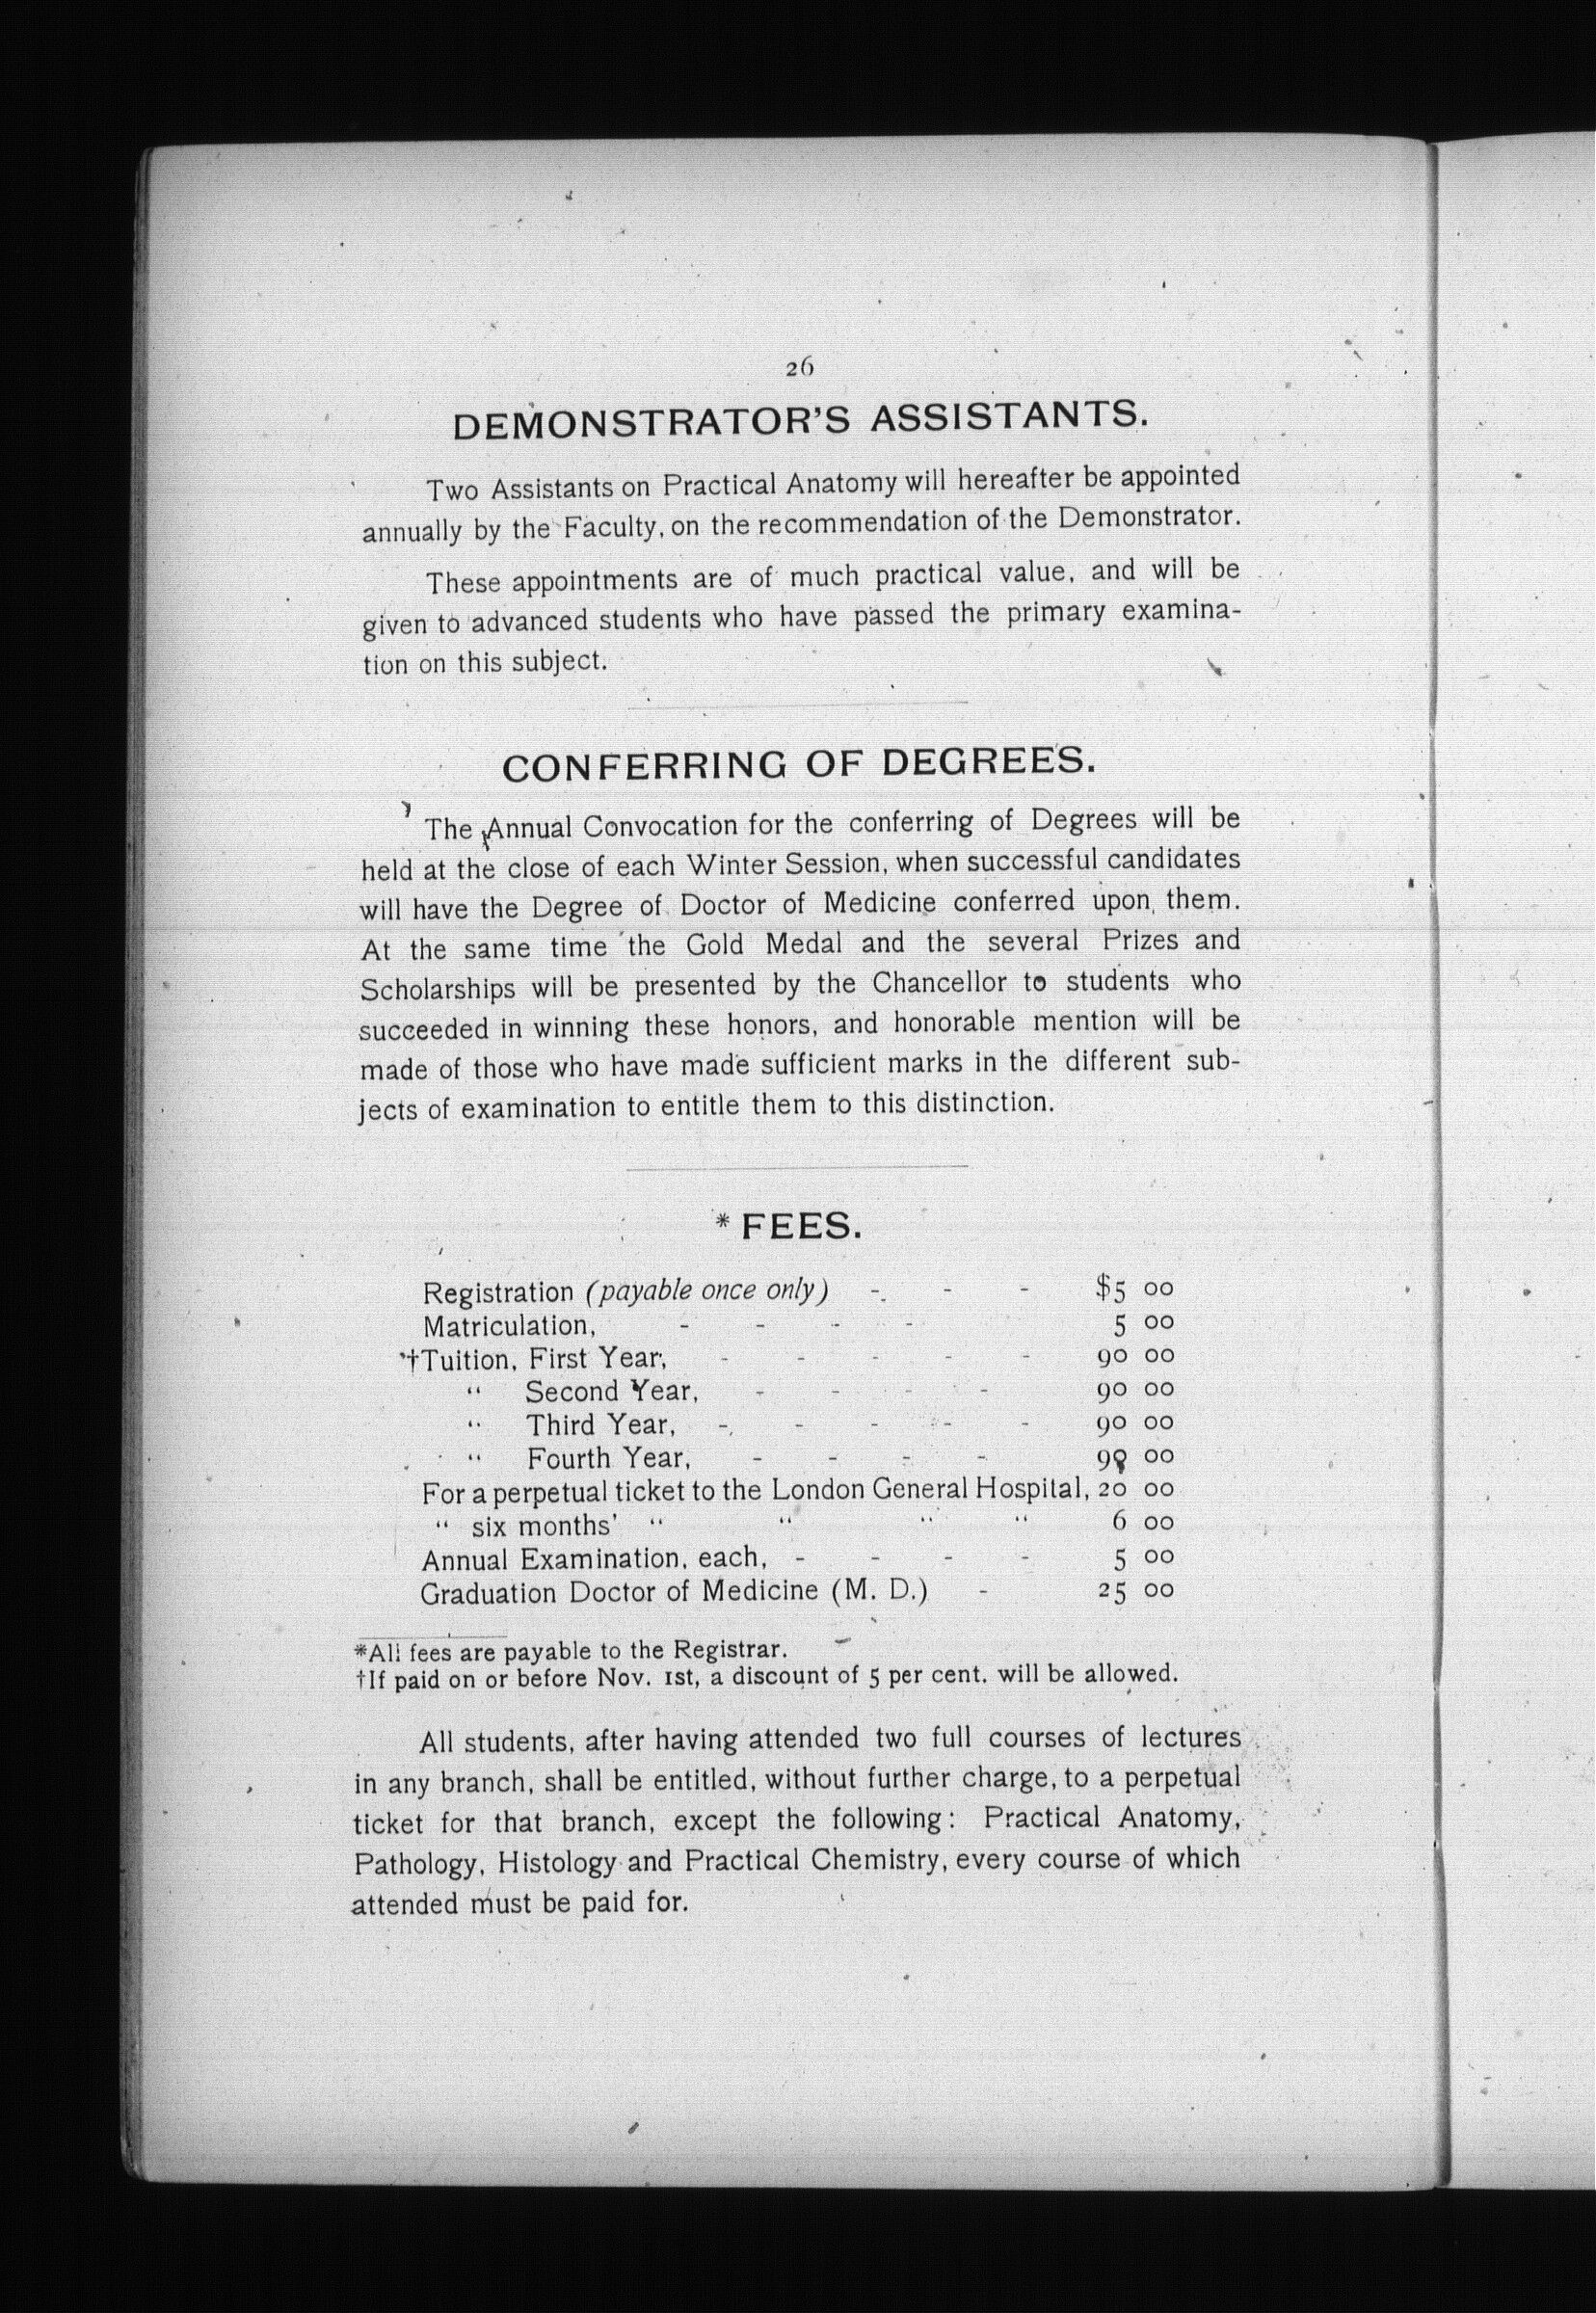 26
DEMONSTRATOR'S ASSISTANTS.
Two Assistants on Practical Anatomy will hereafter be appointed
annually by the Faculty, on the recommendation of the Demonstrator.
These appointments are of much practical value, and will be
given to advanced students who have passed the primary examina-
tion on this subject.
CONFERRING OF DEGREES.
The Annual Convocation for the conferring of Degrees will be
held at the close of each Winter Session, when successful candidates
will have the Degree of Doctor of Medicine conferred upon them.
At the same time the Gold Medal and the several Prizes and
Scholarships will be presented by the Chancellor to students who
succeeded in winning these honors, and honorable mention will be
made of those who have made sufficient marks in the different sub-
jects of examination to entitle them to this distinction.
* FEES.
Registration (payable once only) - - - $5 00
Matriculation, - - - - 5 00
†Tuition, First Year, - - - - - 90 00
" Second Year, - - - - 90 00
" Third Year, - - - - - 90 00
" Fourth Year, - - - - 90 00
For a perpetual ticket to the London General Hospital, 20 00
" six months' " " " " 6 00
Annual Examination, each, - - - - 5 00
Graduation Doctor of Medicine (M. D.) - 25 00
*All fees are payable to the Registrar.
†If paid on or before Nov. 1st, a discount of 5 per cent. will be allowed.
All students, after having attended two full courses of lectures
in any branch, shall be entitled, without further charge, to a perpetual
ticket for that branch, except the following: Practical Anatomy,
Pathology, Histology and Practical Chemistry, every course of which
attended must be paid for.